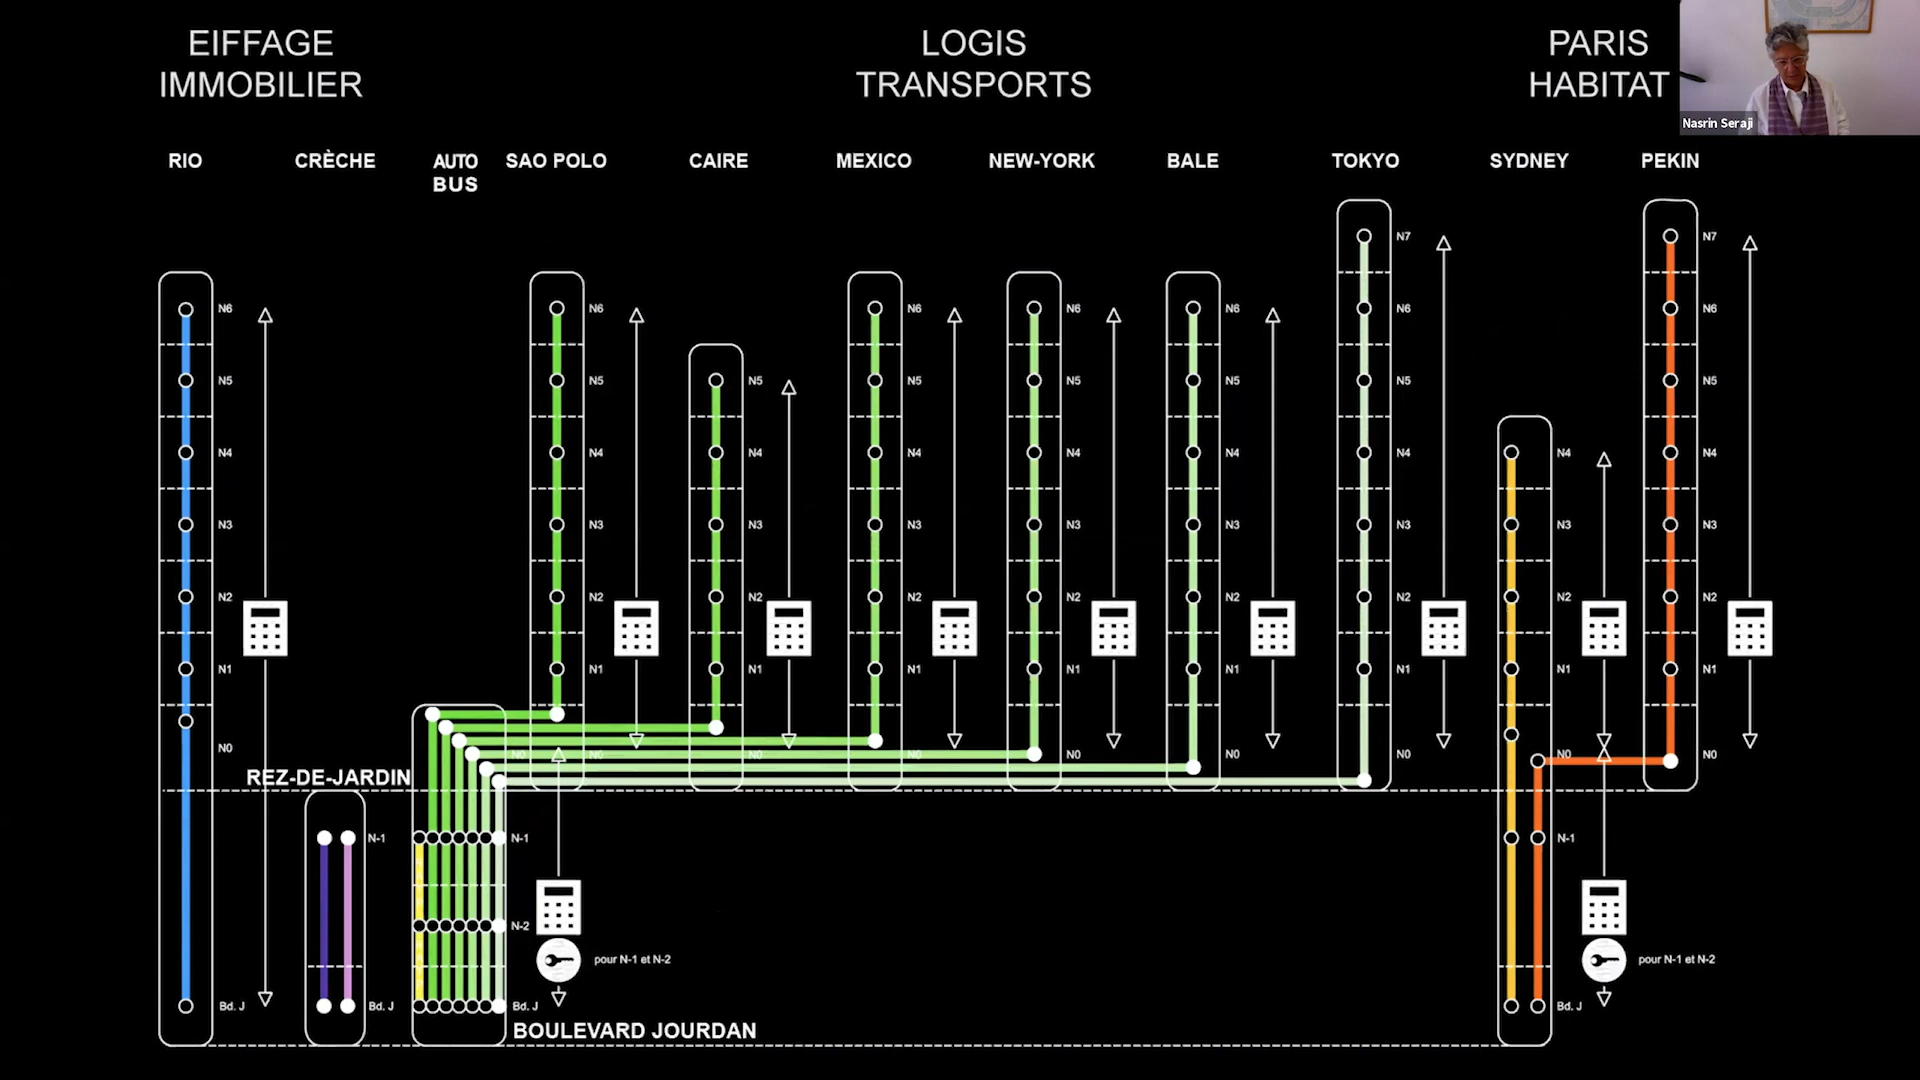 EIFFAGE
IMMOBILIER
LOGIS
TRANSPORTS
PARIS
HABITAT
Nasrin Seraji
RIO
CRÈCHE
AUTO
BUS
SAO POLO
CAIRE
MEXICO
NEW-YORK
BALE
TOKYO
SYDNEY
PEKIN
N7
N7
N6
N6
N6
N6
N6
N6
N6
N5
N5
N5
N5
N5
N5
N5
N5
N4
N4
N4
N4
N4
N4
N4
N4
N4
N3
N3
N3
N3
N3
N3
N3
N3
N3
N2
N2
N2
N2
N2
N2
N2
N2
N2
N1
N1
N1
N1
N1
N1
N1
N1
N1
N0
N0
N0
N0
N0
N0
N0
N0
N0
N0
REZ-DE-JARDIN
N-1
N-1
N-1
N-2
pour N-1 et N-2
pour N-1 et N-2
Bd. J
Bd. J
Bd. J
Bd. J
BOULEVARD JOURDAN